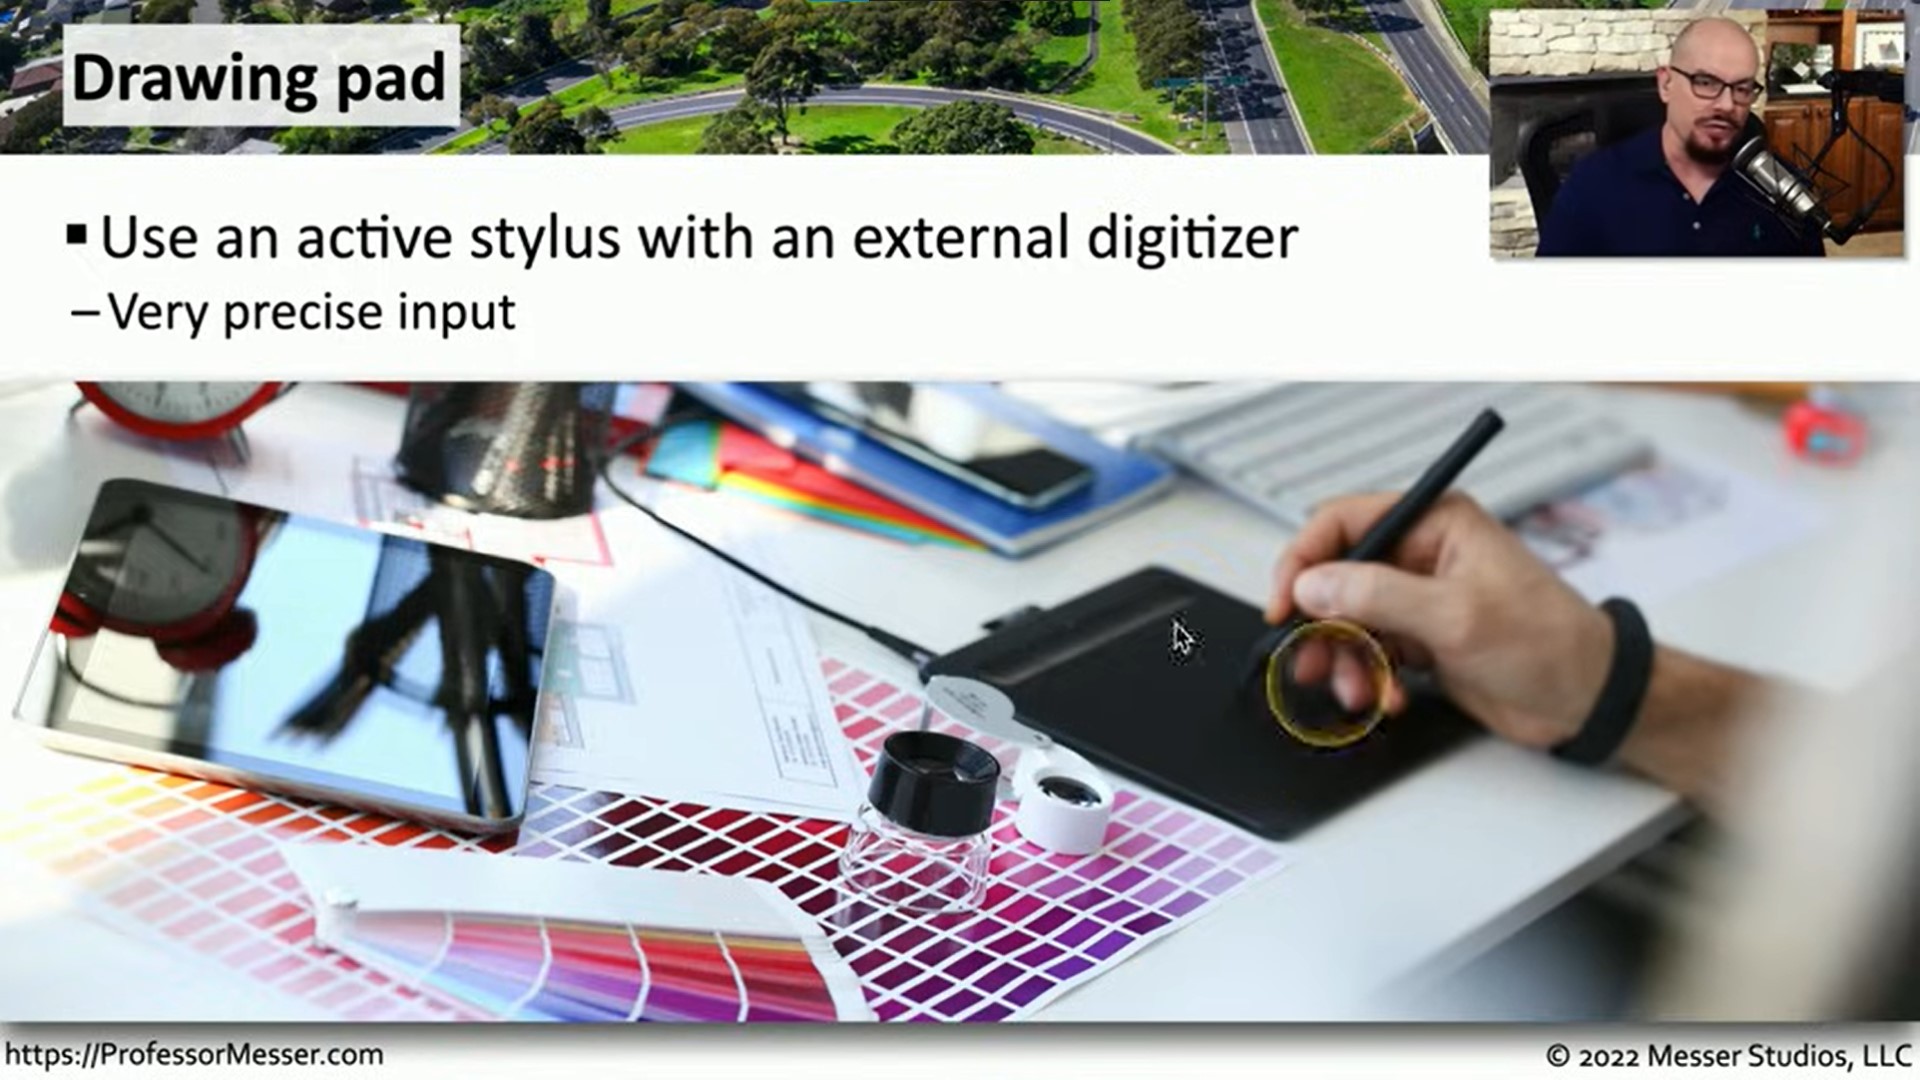 Drawing pad
▪ Use an active stylus with an external digitizer
– Very precise input
https://ProfessorMesser.com
© 2022 Messer Studios, LLC